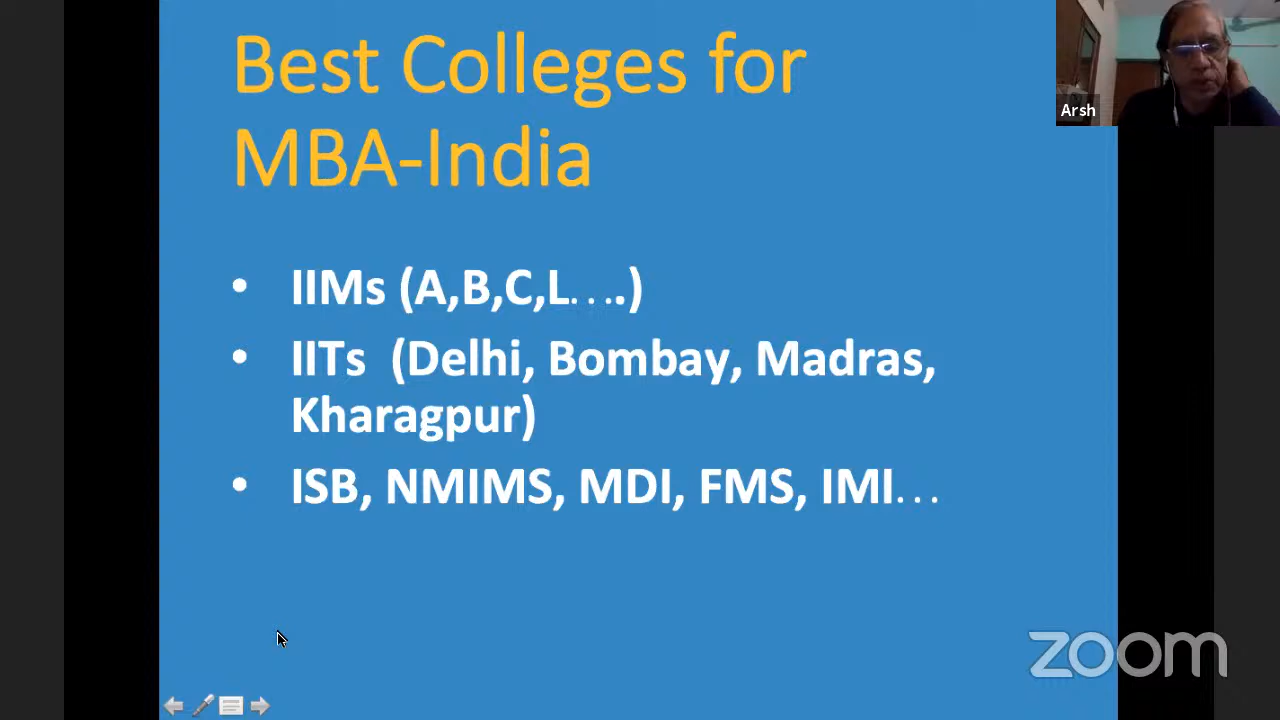 Best Colleges for
MBA-India
Arsh
• IIMs (A,B,C,L....)
• IITs (Delhi, Bombay, Madras,
Kharagpur)
• ISB, NMIMS, MDI, FMS, IMI...
zoom